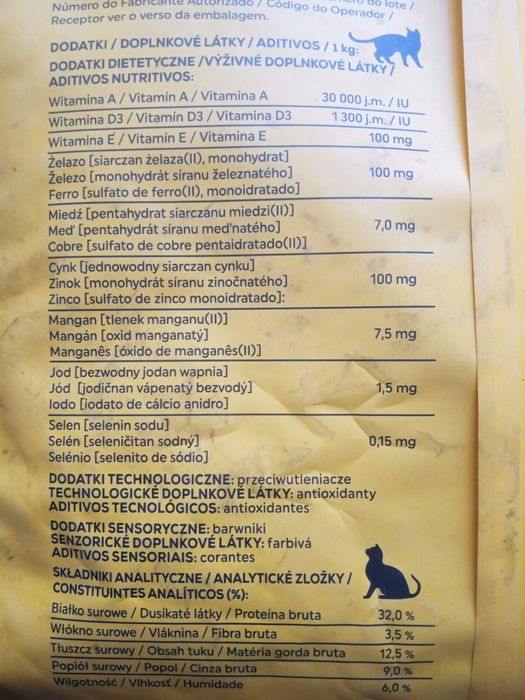 Número do Fabricante Autorizado / Código do Operador /
do lote /
Receptor ver o verso da embalagem.
DODATKI / DOPLNKOVÉ LÁTKY / ADITIVOS / 1 kg:
DODATKI DIETETYCZNE /VÝŽIVNÉ DOPLNKOVÉ LÁTKY /
ADITIVOS NUTRITIVOS:
Witamina A / Vitamín A / Vitamina A 30 000 j.m. / IU
Witamina D3 / Vitamín D3 / Vitamina D3 1 300 j.m. / IU
Witamina E / Vitamín E / Vitamina E 100 mg
Żelazo [siarczan żelaza(II), monohydrat]
Železo [monohydrát síranu železnatého] 100 mg
Ferro [sulfato de ferro(II), monoidratado]
Miedź [pentahydrat siarczanu miedzi(II)]
Meď [pentahydrát síranu meďnatého] 7,0 mg
Cobre [sulfato de cobre pentaidratado(II)]
Cynk [jednowodny siarczan cynku]
Zinok [monohydrát síranu zinočnatého] 100 mg
Zinco [sulfato de zinco monoidratado]:
Mangan [tlenek manganu(II)]
Mangán [oxid manganatý] 7,5 mg
Manganês [óxido de manganês(II)]
Jod [bezwodny jodan wapnia]
Jód [jodičnan vápenatý bezvodý] 1,5 mg
Iodo [iodato de cálcio anidro]
Selen [selenin sodu]
Selén [seleničitan sodný] 0,15 mg
Selénio [selenito de sódio]
DODATKI TECHNOLOGICZNE: przeciwutleniacze
TECHNOLOGICKÉ DOPLNKOVÉ LÁTKY: antioxidanty
ADITIVOS TECNOLÓGICOS: antioxidantes
DODATKI SENSORYCZNE: barwniki
SENZORICKÉ DOPLNKOVÉ LÁTKY: farbivá
ADITIVOS SENSORIAIS: corantes
SKŁADNIKI ANALITYCZNE / ANALYTICKÉ ZLOŽKY /
CONSTITUINTES ANALÍTICOS (%):
Białko surowe / Dusíkaté látky / Proteína bruta 32,0 %
Włókno surowe / Vláknina / Fibra bruta 3,5 %
Tłuszcz surowy / Obsah tuku / Matéria gorda bruta 12,5 %
Popiół surowy / Popol / Cinza bruta 9,0 %
Wilgotność / Vlhkosť / Humidade 6,0 %